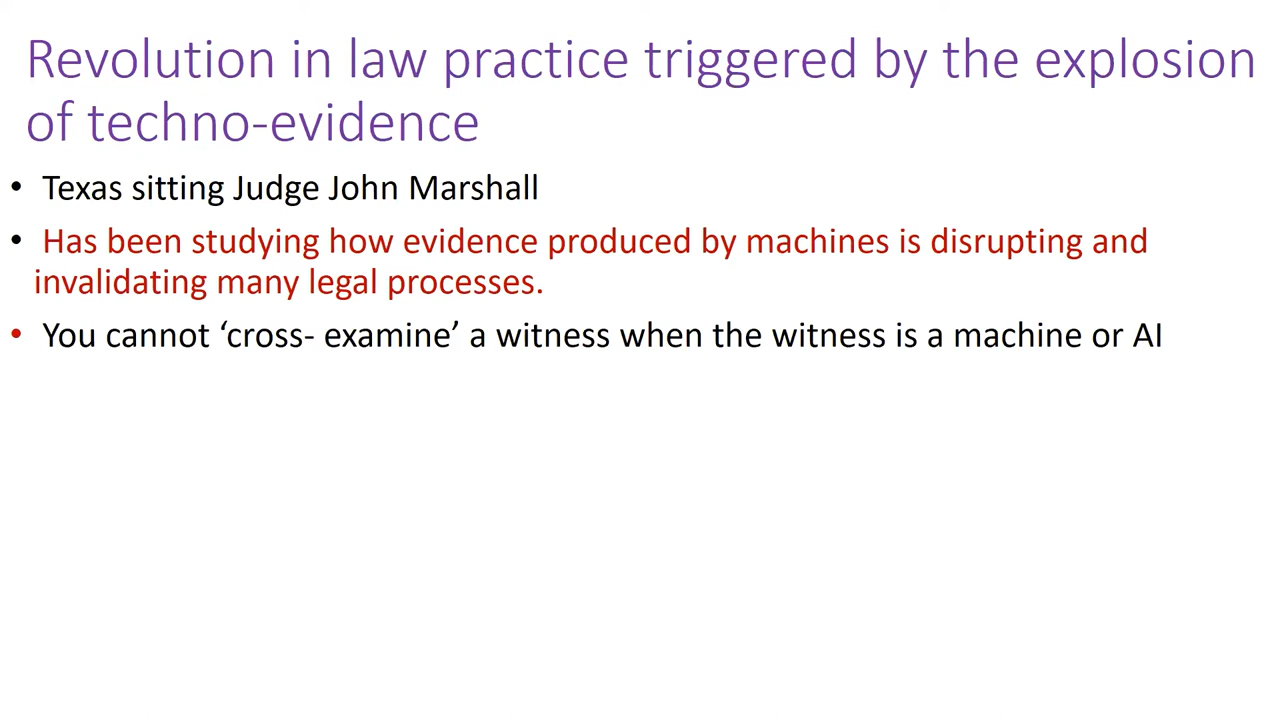 Revolution in law practice triggered by the explosion
of techno-evidence
• Texas sitting Judge John Marshall
• Has been studying how evidence produced by machines is disrupting and
invalidating many legal processes.
• You cannot ‘cross- examine’ a witness when the witness is a machine or AI